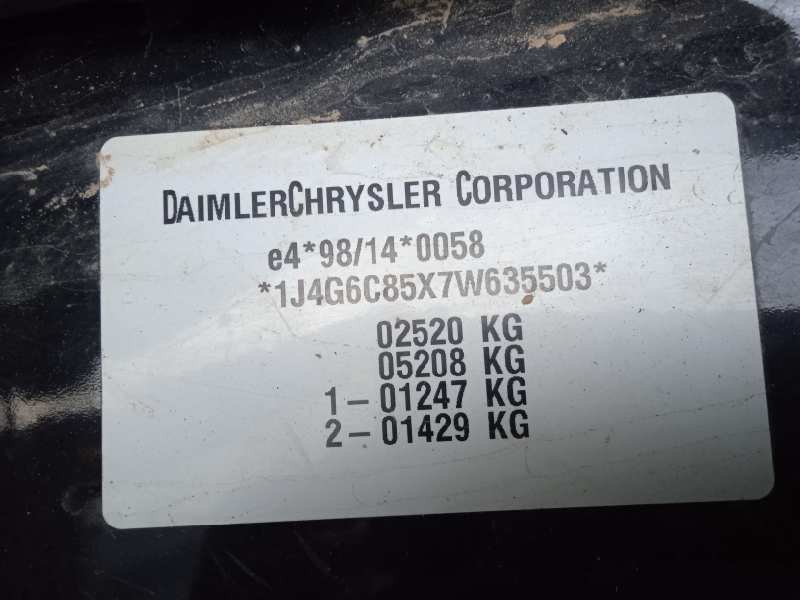 DAIMLERCHRYSLER CORPORATION
e4*98/14*0058
*1J4G6C85X7W635503*
02520 KG
05208 KG
1-01247 KG
2-01429 KG